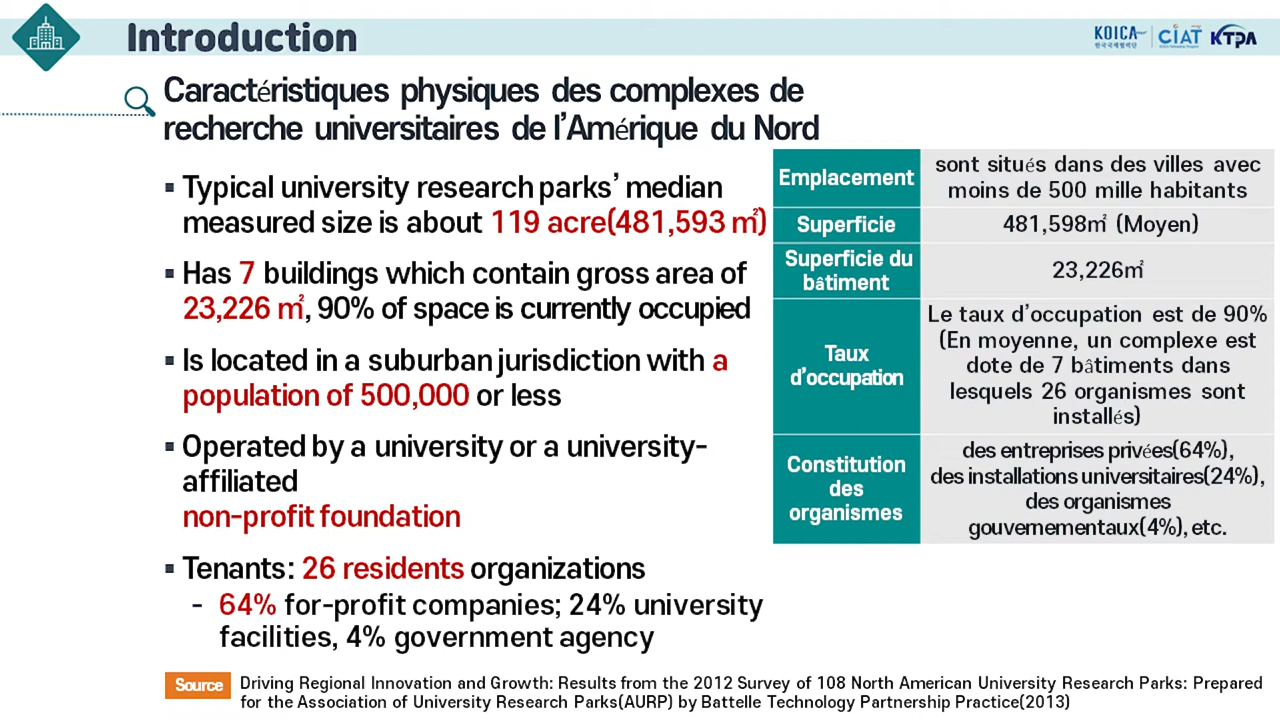 Introduction
KOICA
한국국제협력단
CIAT
KTPA
Caractéristiques physiques des complexes de
recherche universitaires de l'Amérique du Nord
▪ Typical university research parks' median
measured size is about 119 acre(481,593 ㎡)
▪ Has 7 buildings which contain gross area of
23,226 ㎡, 90% of space is currently occupied
▪ Is located in a suburban jurisdiction with a
population of 500,000 or less
▪ Operated by a university or a university-
affiliated
non-profit foundation
▪ Tenants: 26 residents organizations
- 64% for-profit companies; 24% university
facilities, 4% government agency
Emplacement
sont situés dans des villes avec
moins de 500 mille habitants
Superficie
481,598㎡ (Moyen)
Superficie du
bâtiment
23,226㎡
Taux
d'occupation
Le taux d'occupation est de 90%
(En moyenne, un complexe est
dote de 7 bâtiments dans
lesquels 26 organismes sont
installés)
Constitution
des
organismes
des entreprises privées(64%),
des installations universitaires(24%),
des organismes
gouvernementaux(4%), etc.
Source
Driving Regional Innovation and Growth: Results from the 2012 Survey of 108 North American University Research Parks: Prepared
for the Association of University Research Parks(AURP) by Battelle Technology Partnership Practice(2013)